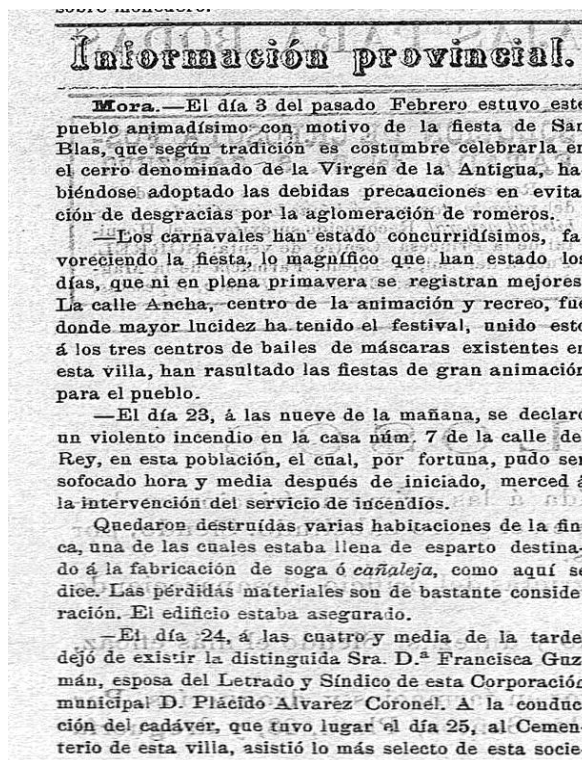 sobre monedero.
Información provincial.
Mora.—El día 3 del pasado Febrero estuvo este
pueblo animadísimo con motivo de la fiesta de San
Blas, que según tradición es costumbre celebrarla en
el cerro denominado de la Virgen de la Antigua, ha-
biéndose adoptado las debidas precauciones en evita-
ción de desgracias por la aglomeración de romeros.
—Los carnavales han estado concurridísimos, fa-
voreciendo la fiesta, lo magnífico que han estado los
días, que ni en plena primavera se registran mejores.
La calle Ancha, centro de la animación y recreo, fué
donde mayor lucidez ha tenido el festival, unido esto
á los tres centros de bailes de máscaras existentes en
esta villa, han rasultado las fiestas de gran animación
para el pueblo.
—El día 23, á las nueve de la mañana, se declaró
un violento incendio en la casa núm. 7 de la calle del
Rey, en esta población, el cual, por fortuna, pudo ser
sofocado hora y media después de iniciado, merced á
la intervención del servicio de incendios.
Quedaron destruídas varias habitaciones de la fin-
ca, una de las cuales estaba llena de esparto destina-
do á la fabricación de soga ó cañaleja, como aquí se
dice. Las pérdidas materiales son de bastante conside-
ración. El edificio estaba asegurado.
—El día 24, á las cuatro y media de la tarde,
dejó de existir la distinguida Sra. D.ª Francisca Guz-
mán, esposa del Letrado y Síndico de esta Corporación
municipal D. Plácido Alvarez Coronel. A la conduc-
ción del cadáver, que tuvo lugar el día 25, al Cemen-
terio de esta villa, asistió lo más selecto de esta socie-